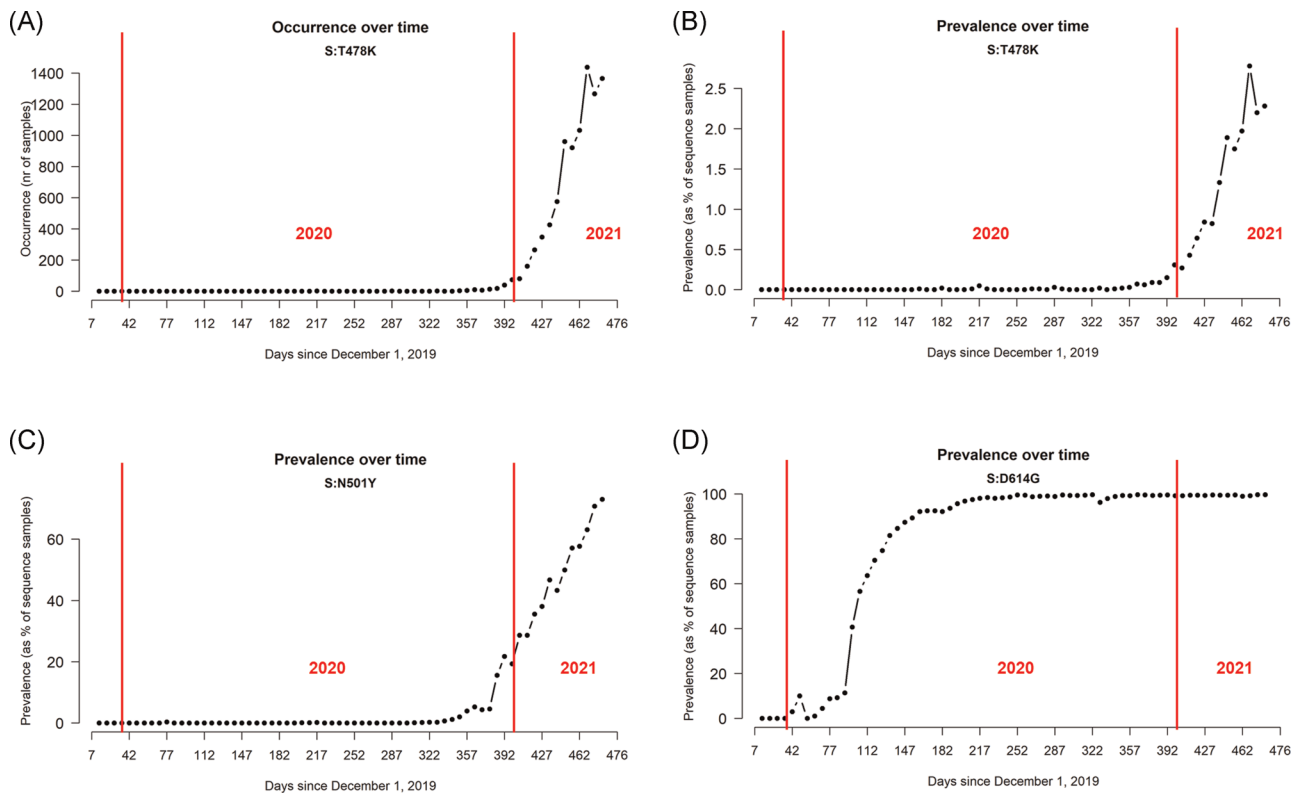 (A)
Occurrence over time
S:T478K
Occurrence (nr of samples)
1400
1200
1000
800
600
400
200
0
2020
2021
7 42 77 112 147 182 217 252 287 322 357 392 427 462 476
Days since December 1, 2019
(B)
Prevalence over time
S:T478K
Prevalence (as % of sequence samples)
2.5
2.0
1.5
1.0
0.5
0.0
2020
2021
7 42 77 112 147 182 217 252 287 322 357 392 427 462 476
Days since December 1, 2019
(C)
Prevalence over time
S:N501Y
Prevalence (as % of sequence samples)
60
40
20
0
2020
2021
7 42 77 112 147 182 217 252 287 322 357 392 427 462 476
Days since December 1, 2019
(D)
Prevalence over time
S:D614G
Prevalence (as % of sequence samples)
100
80
60
40
20
0
2020
2021
7 42 77 112 147 182 217 252 287 322 357 392 427 462 476
Days since December 1, 2019